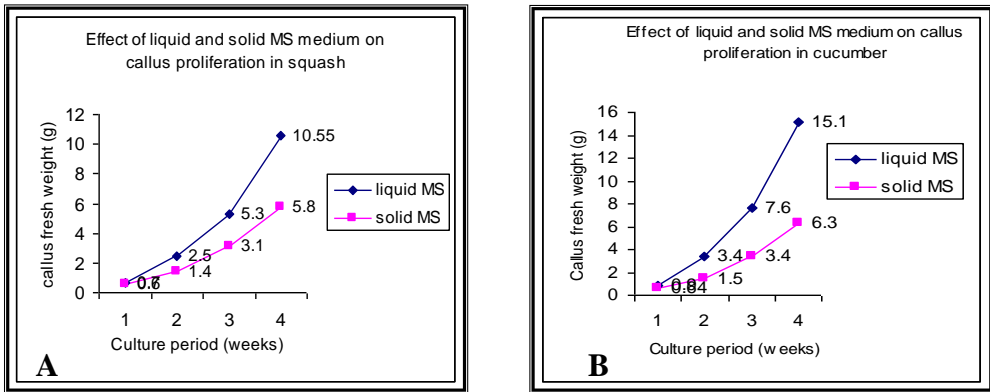 Effect of liquid and solid MS medium on
callus proliferation in squash
callus fresh weight (g)
12
10
8
6
4
2
0
10.55
5.3
5.8
2.5
3.1
1.4
1
2
3
4
Culture period (weeks)
liquid MS
solid MS
A
Effect of liquid and solid MS medium on callus
proliferation in cucumber
Callus fresh weight (g)
16
14
12
10
8
6
4
2
0
15.1
7.6
6.3
3.4
3.4
1.5
1
2
3
4
Culture period (weeks)
liquid MS
solid MS
B